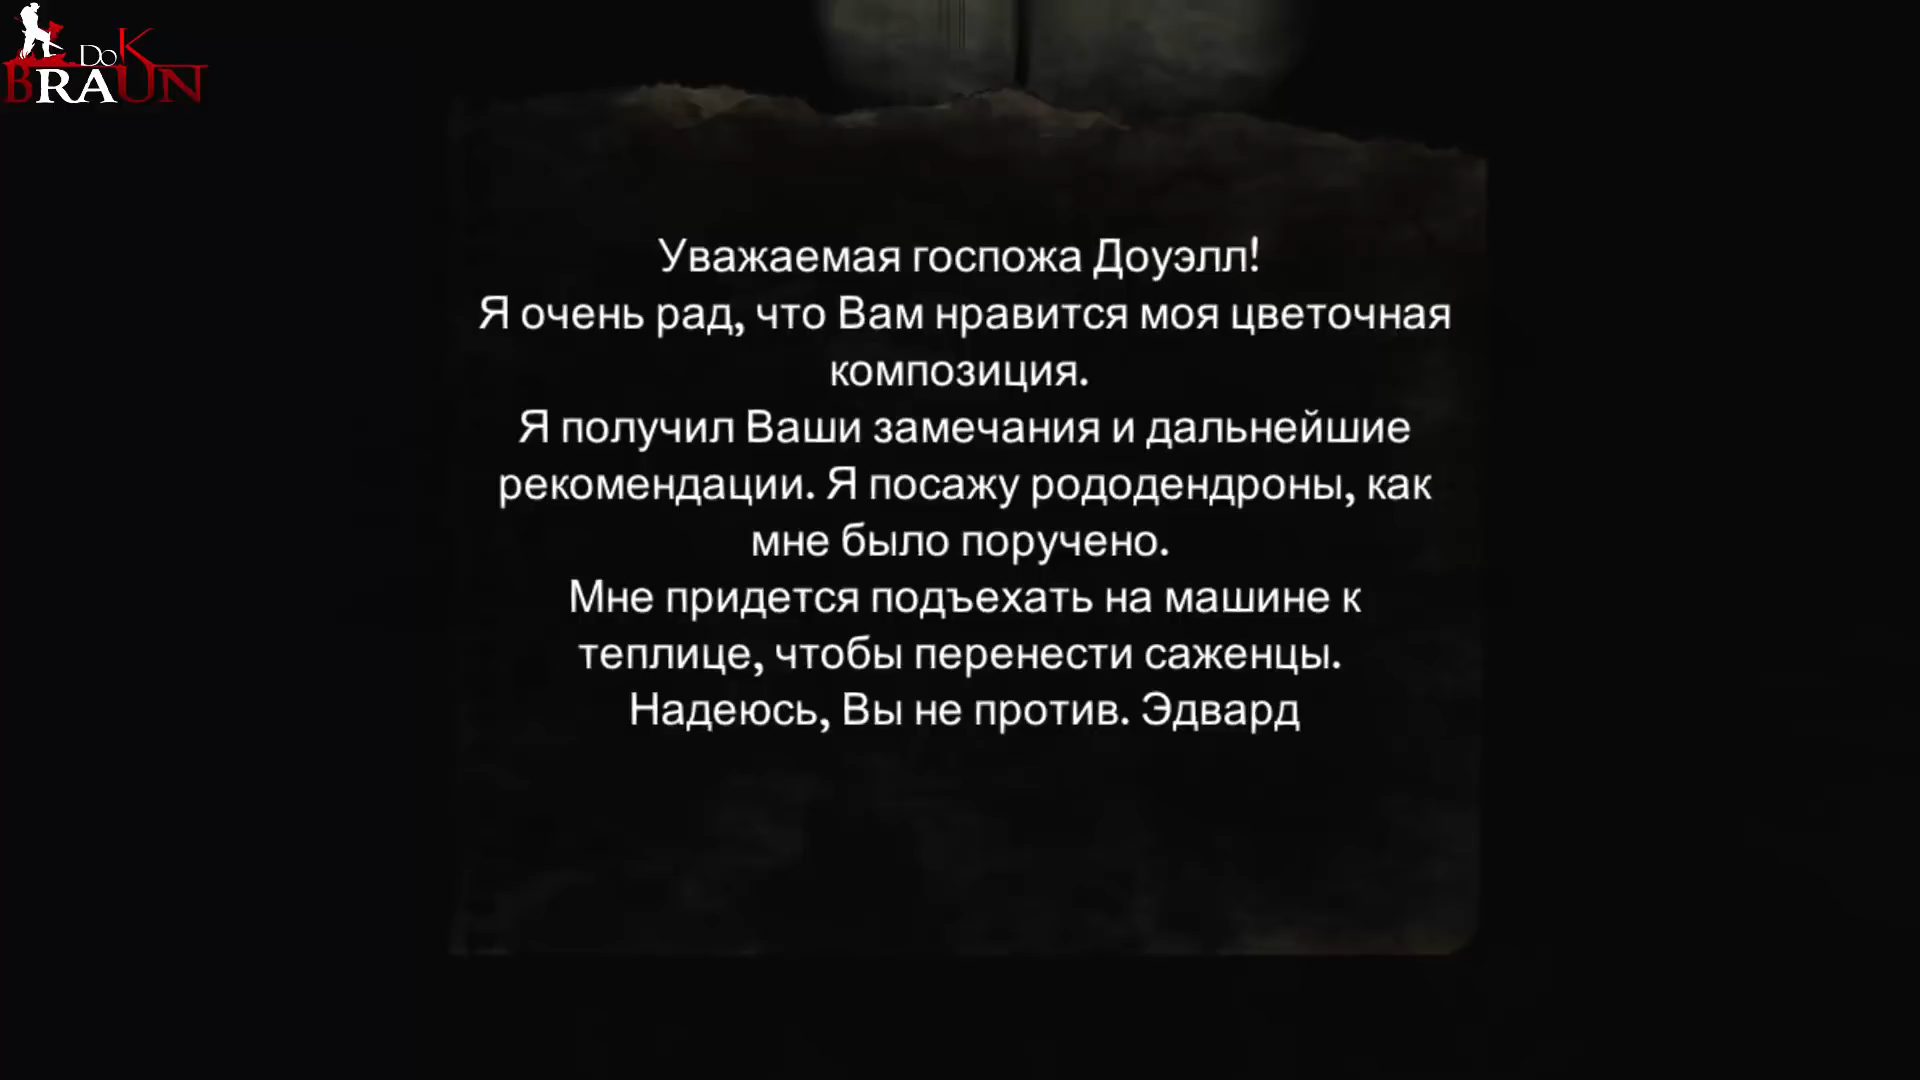 DoK
BRAUN
Уважаемая госпожа Доуэлл!
Я очень рад, что Вам нравится моя цветочная
композиция.
Я получил Ваши замечания и дальнейшие
рекомендации. Я посажу рододендроны, как
мне было поручено.
Мне придется подъехать на машине к
теплице, чтобы перенести саженцы.
Надеюсь, Вы не против. Эдвард